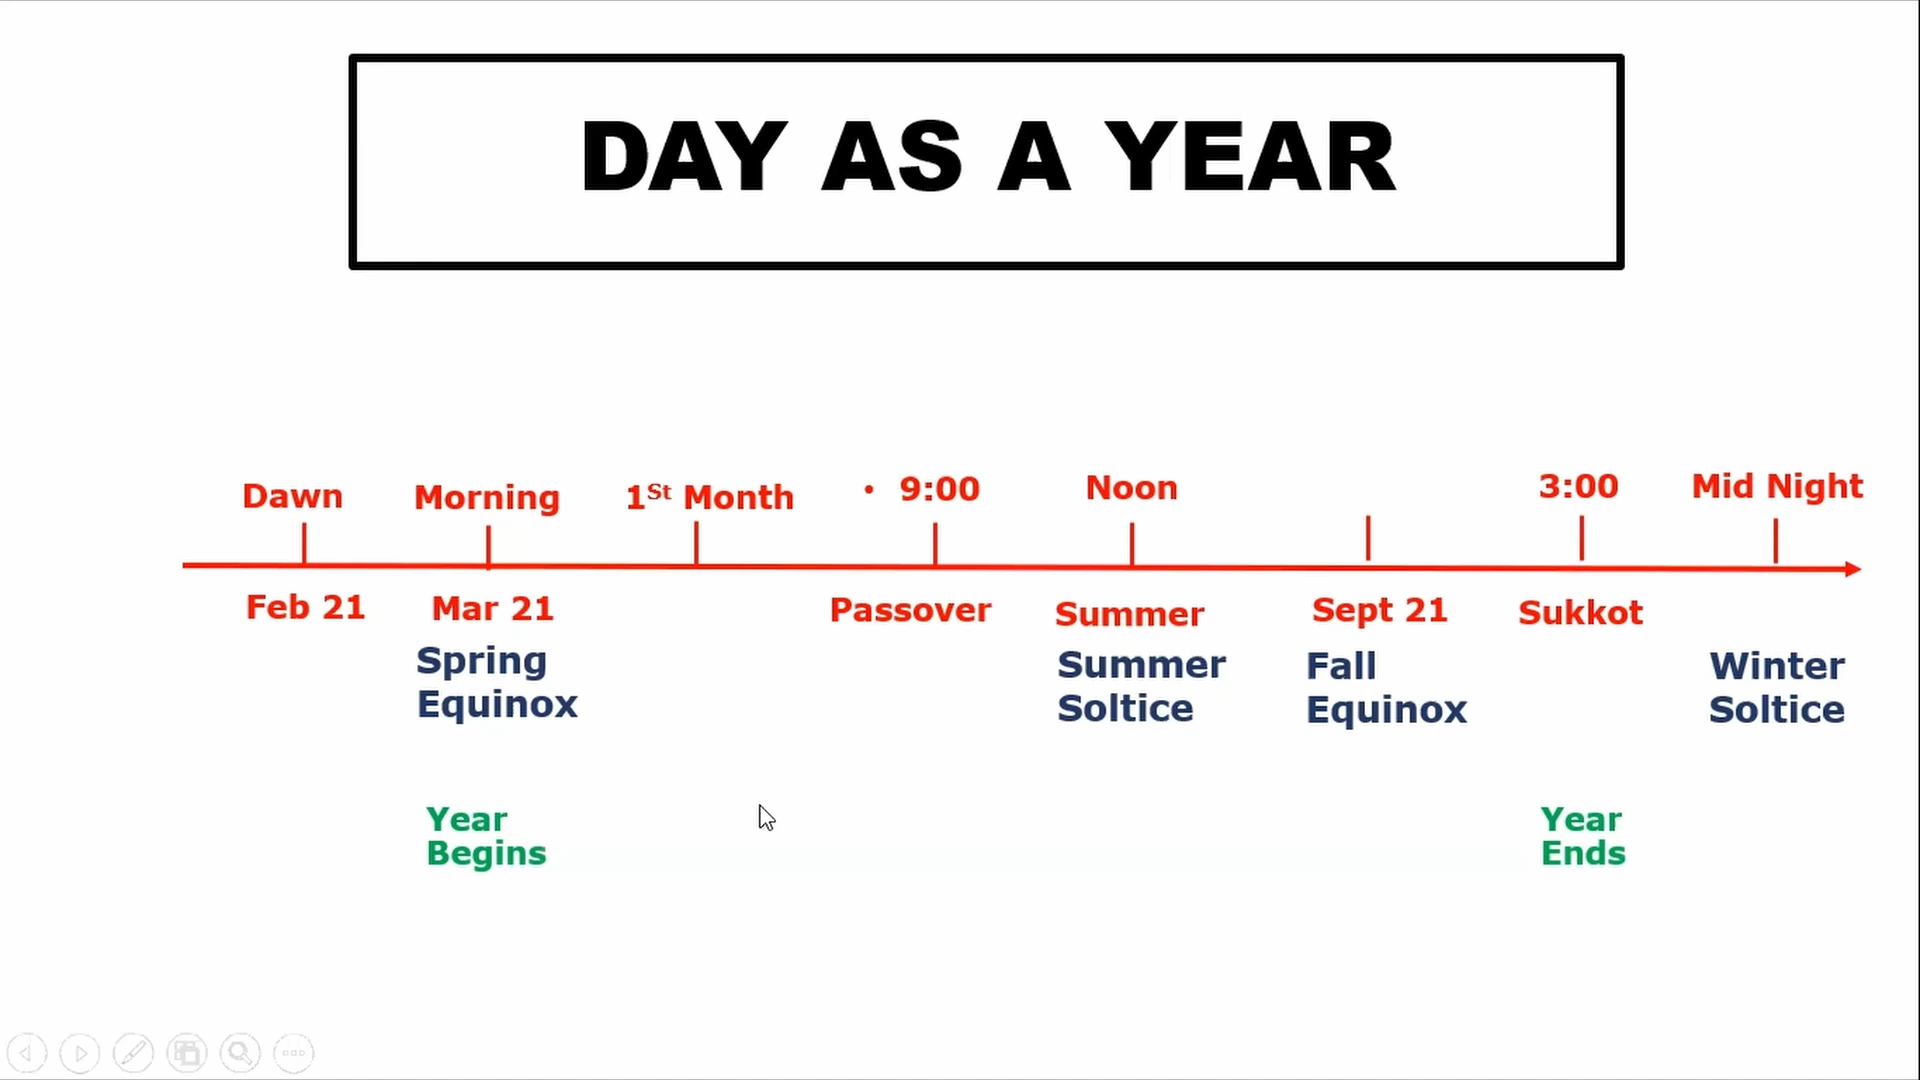 DAY AS A YEAR
Dawn
Morning
1St Month
• 9:00
Noon
3:00
Mid Night
Feb 21
Mar 21
Passover
Summer
Sept 21
Sukkot
Spring
Equinox
Summer
Soltice
Fall
Equinox
Winter
Soltice
Year
Begins
Year
Ends